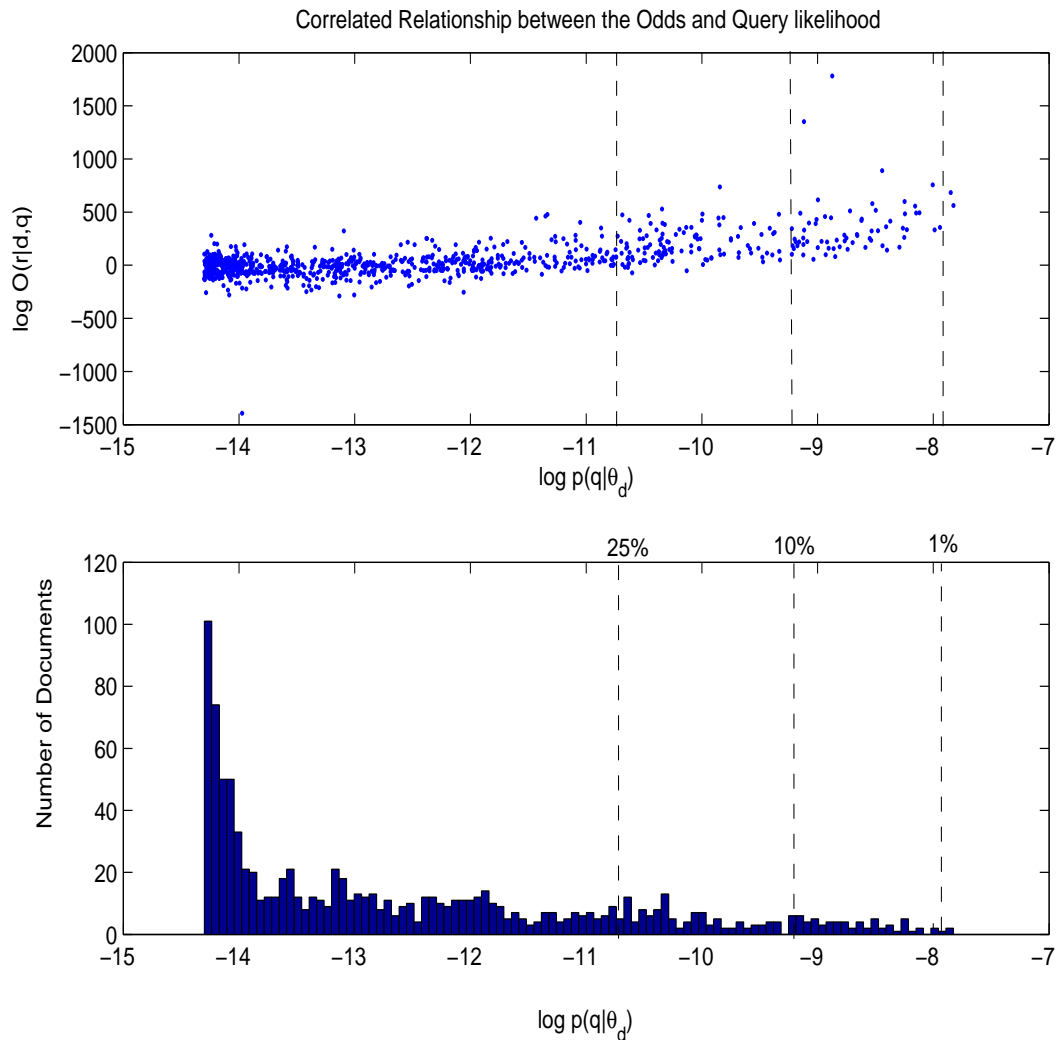 Correlated Relationship between the Odds and Query likelihood
2000
1500
1000
500
0
−500
−1000
−1500
log O(r|d,q)
−15 −14 −13 −12 −11 −10 −9 −8 −7
log p(q|θ_d)
25% 10% 1%
120
100
80
60
40
20
0
Number of Documents
−15 −14 −13 −12 −11 −10 −9 −8 −7
log p(q|θ_d)